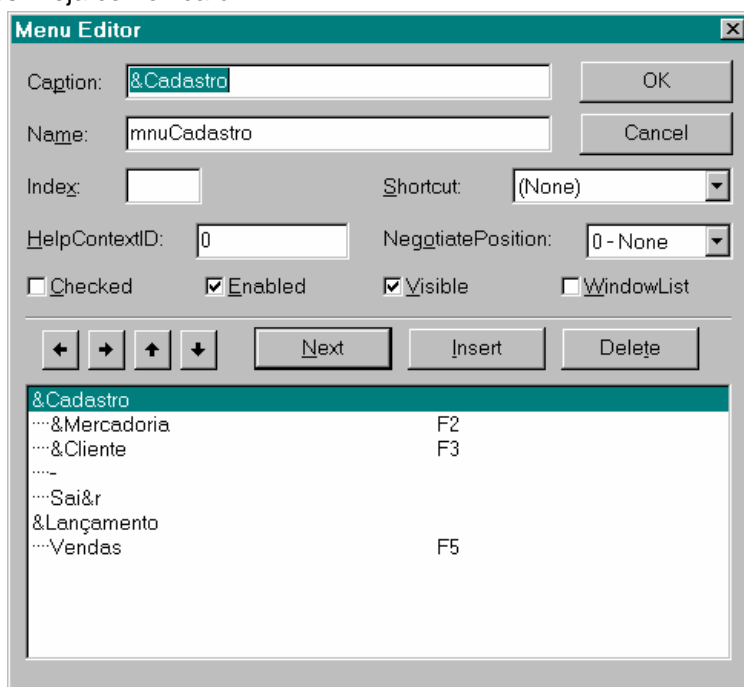 Menu Editor
Caption: &Cadastro OK
Name: mnuCadastro Cancel
Index: Shortcut: (None)
HelpContextID: 0 NegotiatePosition: 0 - None
Checked Enabled Visible WindowList
Next Insert Delete
&Cadastro
····&Mercadoria F2
····&Cliente F3
····-
····Sai&r
&Lançamento
····Vendas F5